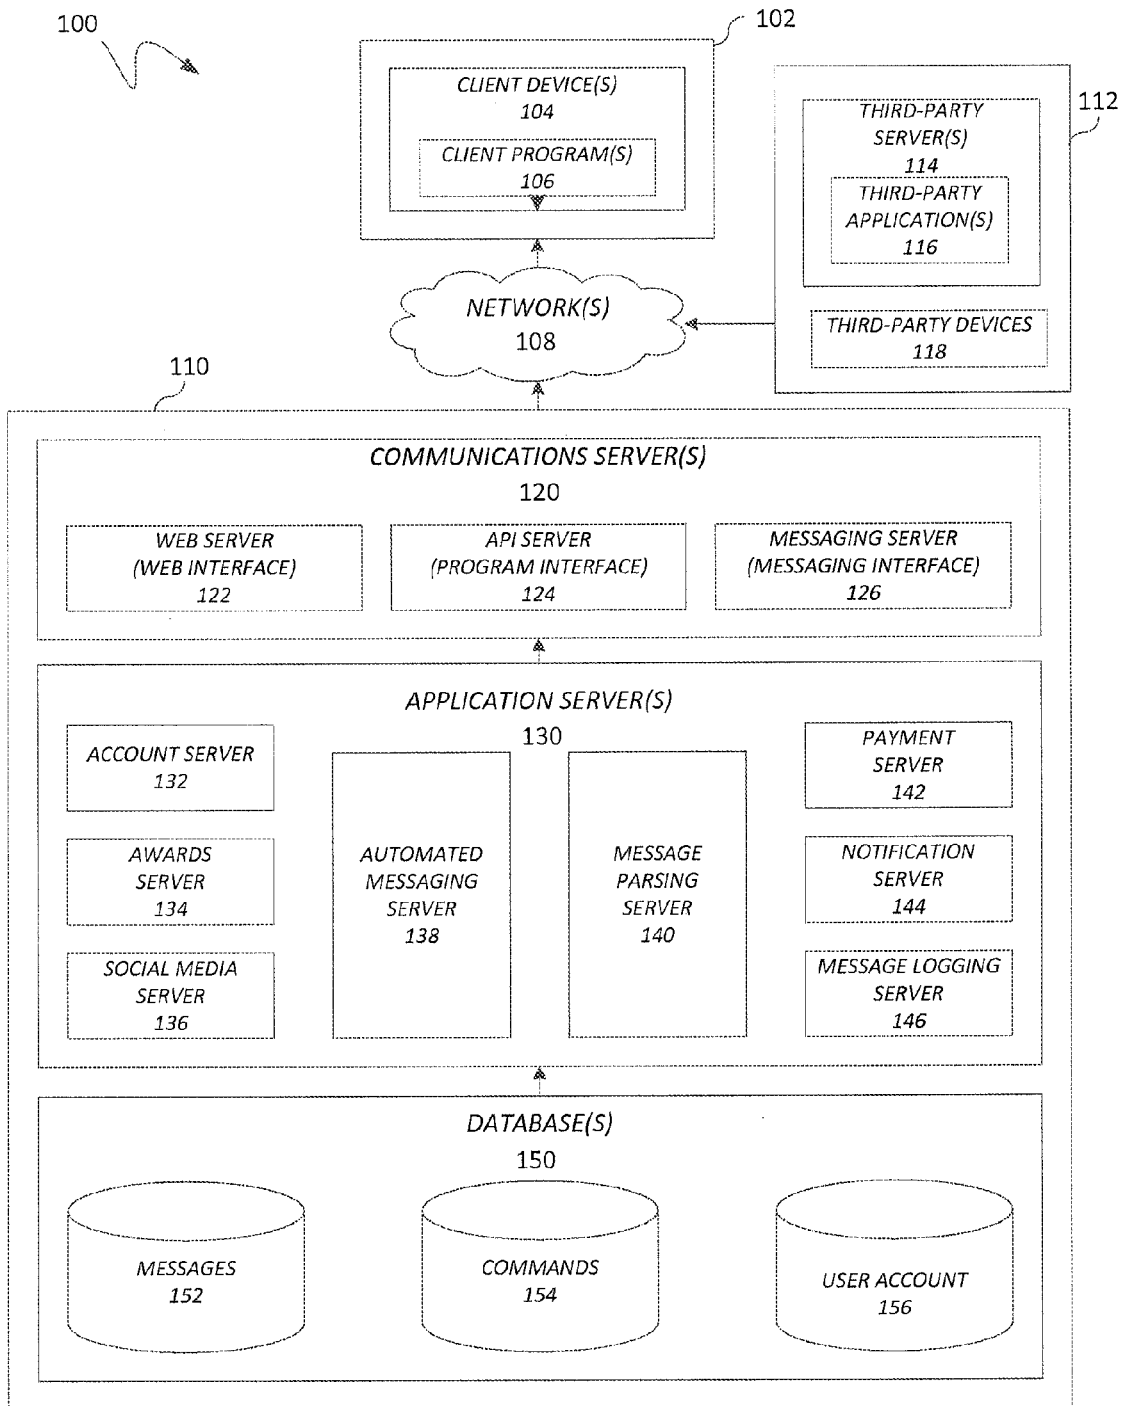 100
102
CLIENT DEVICE(S)
104
CLIENT PROGRAM(S)
106
112
THIRD-PARTY
SERVER(S)
114
THIRD-PARTY
APPLICATION(S)
116
THIRD-PARTY DEVICES
118
NETWORK(S)
108
110
COMMUNICATIONS SERVER(S)
120
WEB SERVER
(WEB INTERFACE)
122
API SERVER
(PROGRAM INTERFACE)
124
MESSAGING SERVER
(MESSAGING INTERFACE)
126
APPLICATION SERVER(S)
130
ACCOUNT SERVER
132
AWARDS
SERVER
134
SOCIAL MEDIA
SERVER
136
AUTOMATED
MESSAGING
SERVER
138
MESSAGE
PARSING
SERVER
140
PAYMENT
SERVER
142
NOTIFICATION
SERVER
144
MESSAGE LOGGING
SERVER
146
DATABASE(S)
150
MESSAGES
152
COMMANDS
154
USER ACCOUNT
156